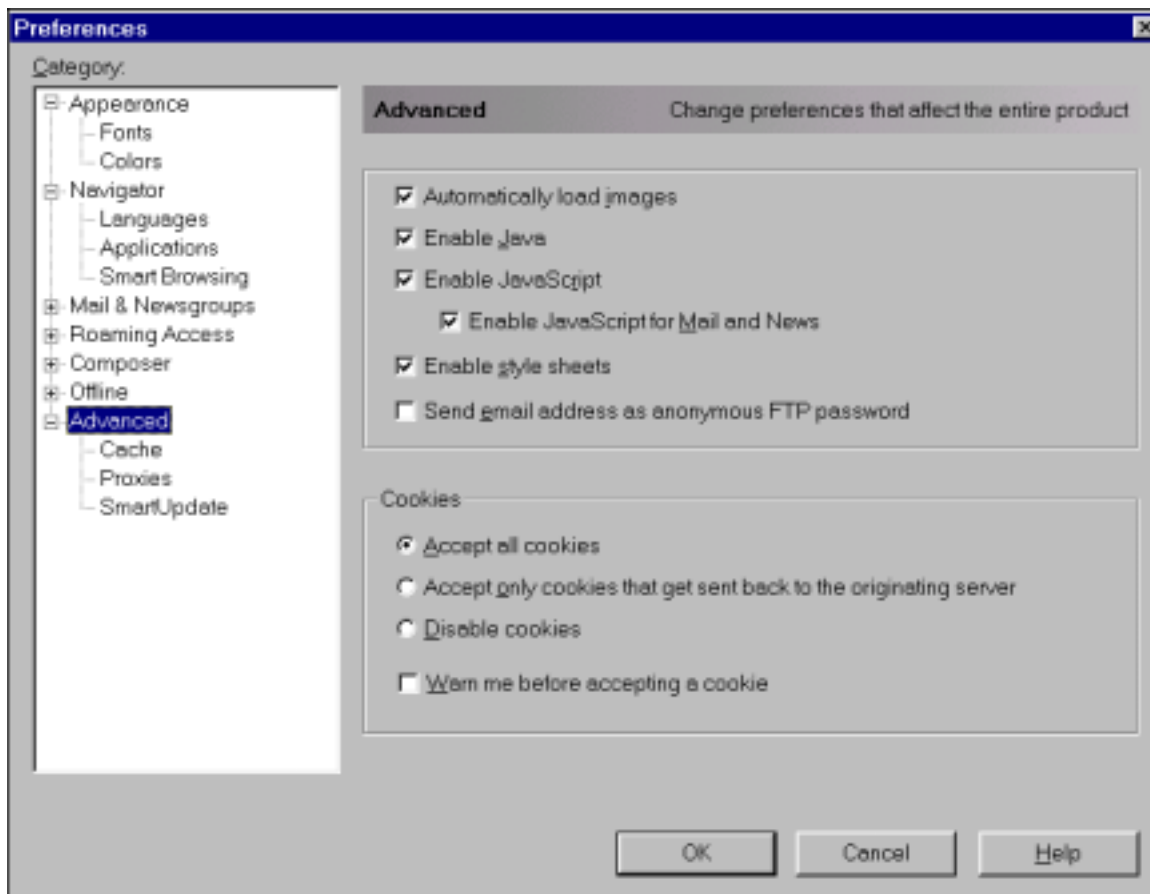 Preferences
Category:
Appearance
Fonts
Colors
Navigator
Languages
Applications
Smart Browsing
Mail & Newsgroups
Roaming Access
Composer
Offline
Advanced
Cache
Proxies
SmartUpdate
Advanced Change preferences that affect the entire product
Automatically load images
Enable Java
Enable JavaScript
Enable JavaScript for Mail and News
Enable style sheets
Send email address as anonymous FTP password
Cookies
Accept all cookies
Accept only cookies that get sent back to the originating server
Disable cookies
Warn me before accepting a cookie
OK Cancel Help